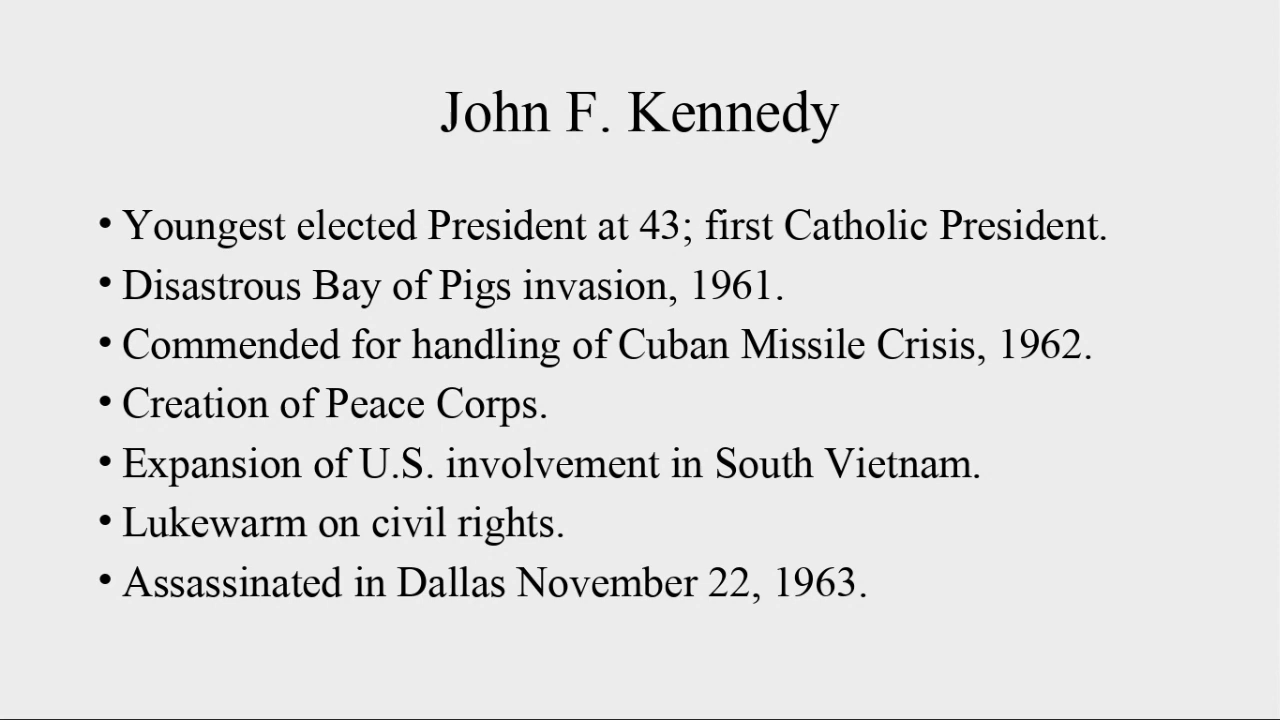 John F. Kennedy
• Youngest elected President at 43; first Catholic President.
• Disastrous Bay of Pigs invasion, 1961.
• Commended for handling of Cuban Missile Crisis, 1962.
• Creation of Peace Corps.
• Expansion of U.S. involvement in South Vietnam.
• Lukewarm on civil rights.
• Assassinated in Dallas November 22, 1963.